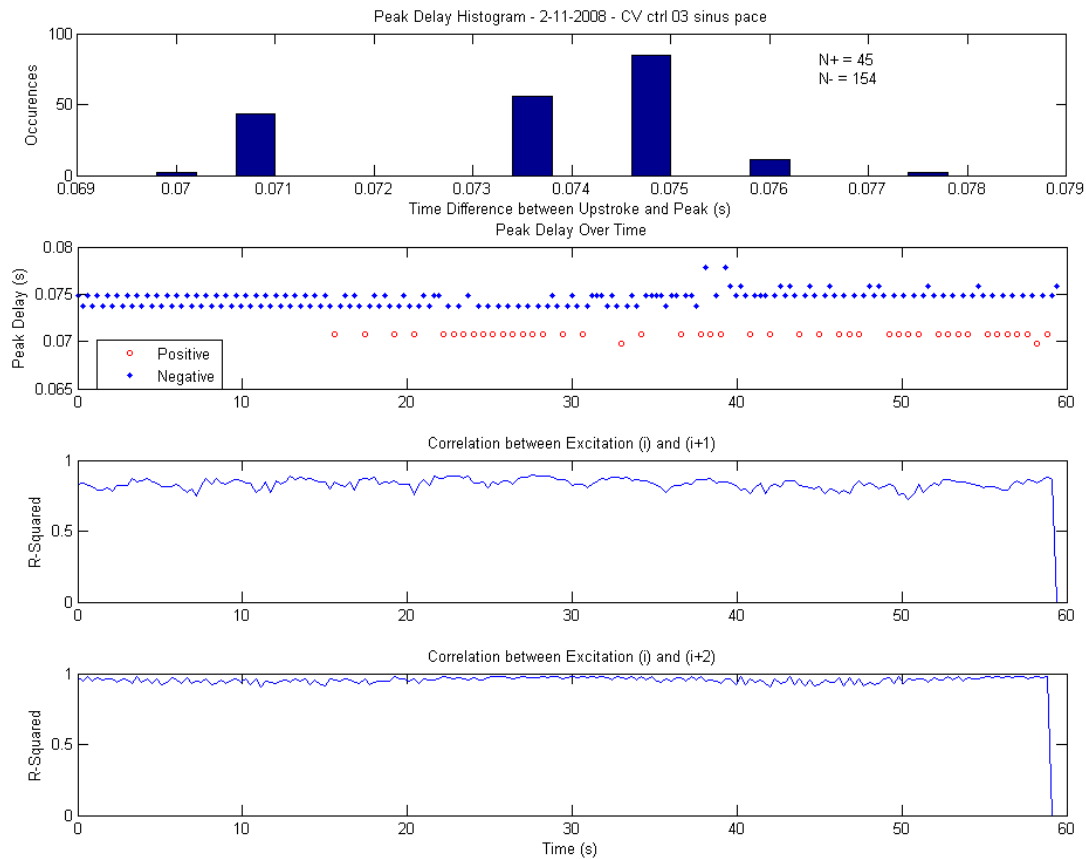 Peak Delay Histogram - 2-11-2008 - CV ctrl 03 sinus pace
100
50
0
Occurences
N+ = 45
N- = 154
0.069 0.07 0.071 0.072 0.073 0.074 0.075 0.076 0.077 0.078 0.079
Time Difference between Upstroke and Peak (s)
Peak Delay Over Time
0.08
0.075
0.07
0.065
Peak Delay (s)
Positive
Negative
0 10 20 30 40 50 60
Correlation between Excitation (i) and (i+1)
1
0.5
0
R-Squared
0 10 20 30 40 50 60
Correlation between Excitation (i) and (i+2)
1
0.5
0
R-Squared
0 10 20 30 40 50 60
Time (s)